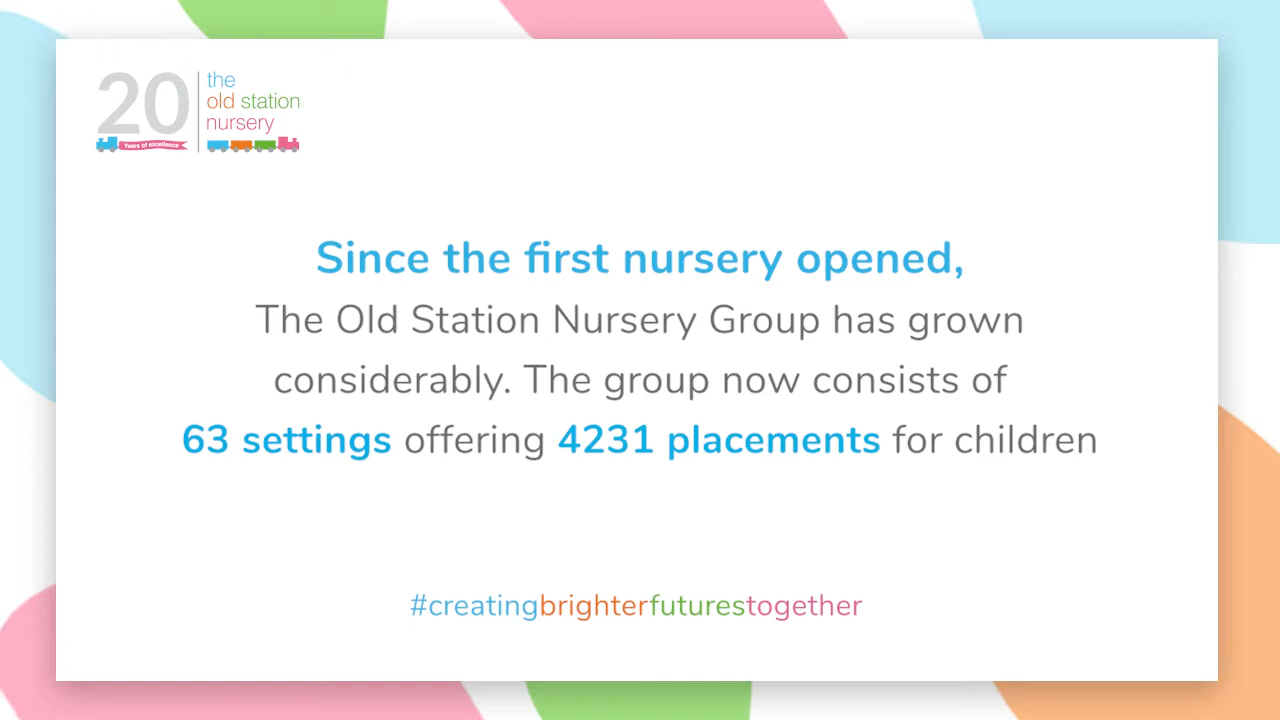 20
Years of excellence
the
old station
nursery
Since the first nursery opened,
The Old Station Nursery Group has grown
considerably. The group now consists of
63 settings offering 4231 placements for children
#creatingbrighterfuturestogether